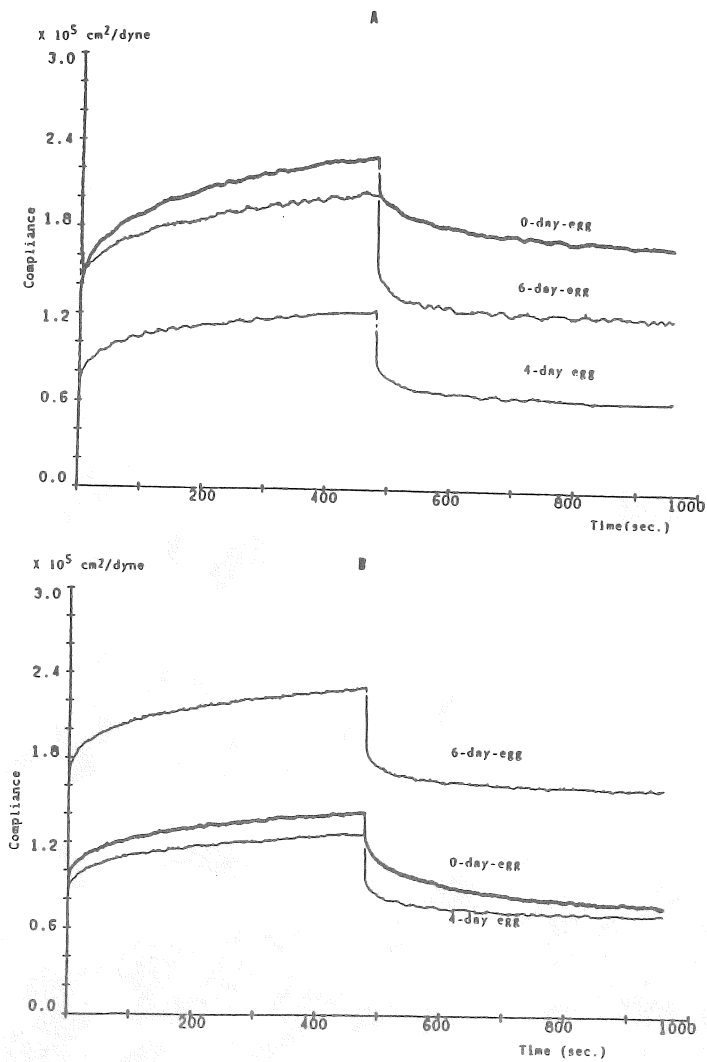 A
X 10⁵ cm²/dyne
3.0
2.4
1.8
1.2
0.6
0.0
Compliance
0-day-egg
6-day-egg
4-day egg
200
400
600
800
1000
Time(sec.)
X 10⁵ cm²/dyne
B
3.0
2.4
1.8
1.2
0.6
0.0
Compliance
6-day-egg
0-day-egg
4-day egg
200
400
600
800
1000
Time (sec.)